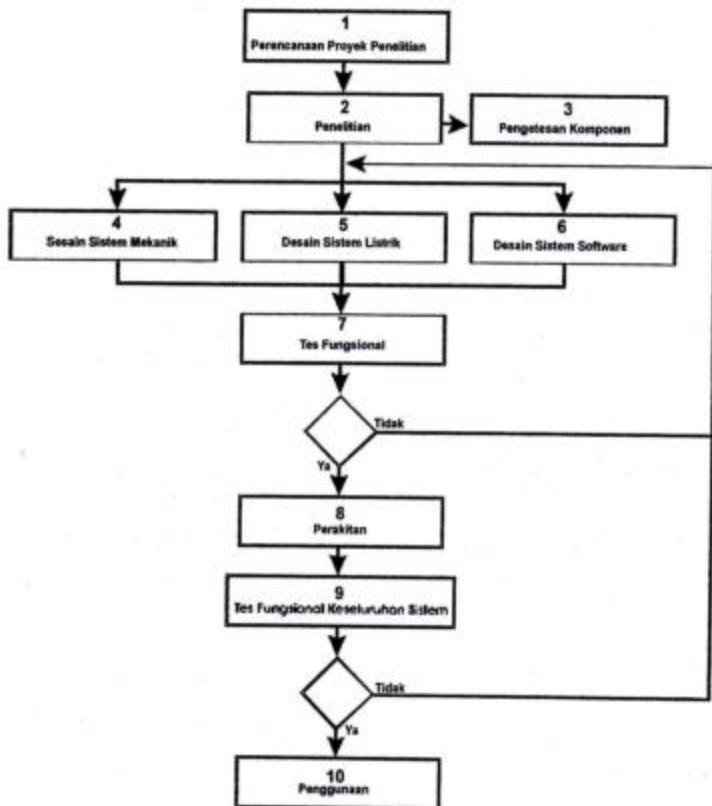 1
Perencanaan Proyek Penelitian
2
Penelitian
3
Pengetesan Komponen
4
Sesain Sistem Mekanik
5
Desain Sistem Listrik
6
Desain Sistem Software
7
Tes Fungsional
Tidak
Ya
8
Perakitan
9
Tes Fungsional Keseluruhan Sistem
Tidak
Ya
10
Penggunaan